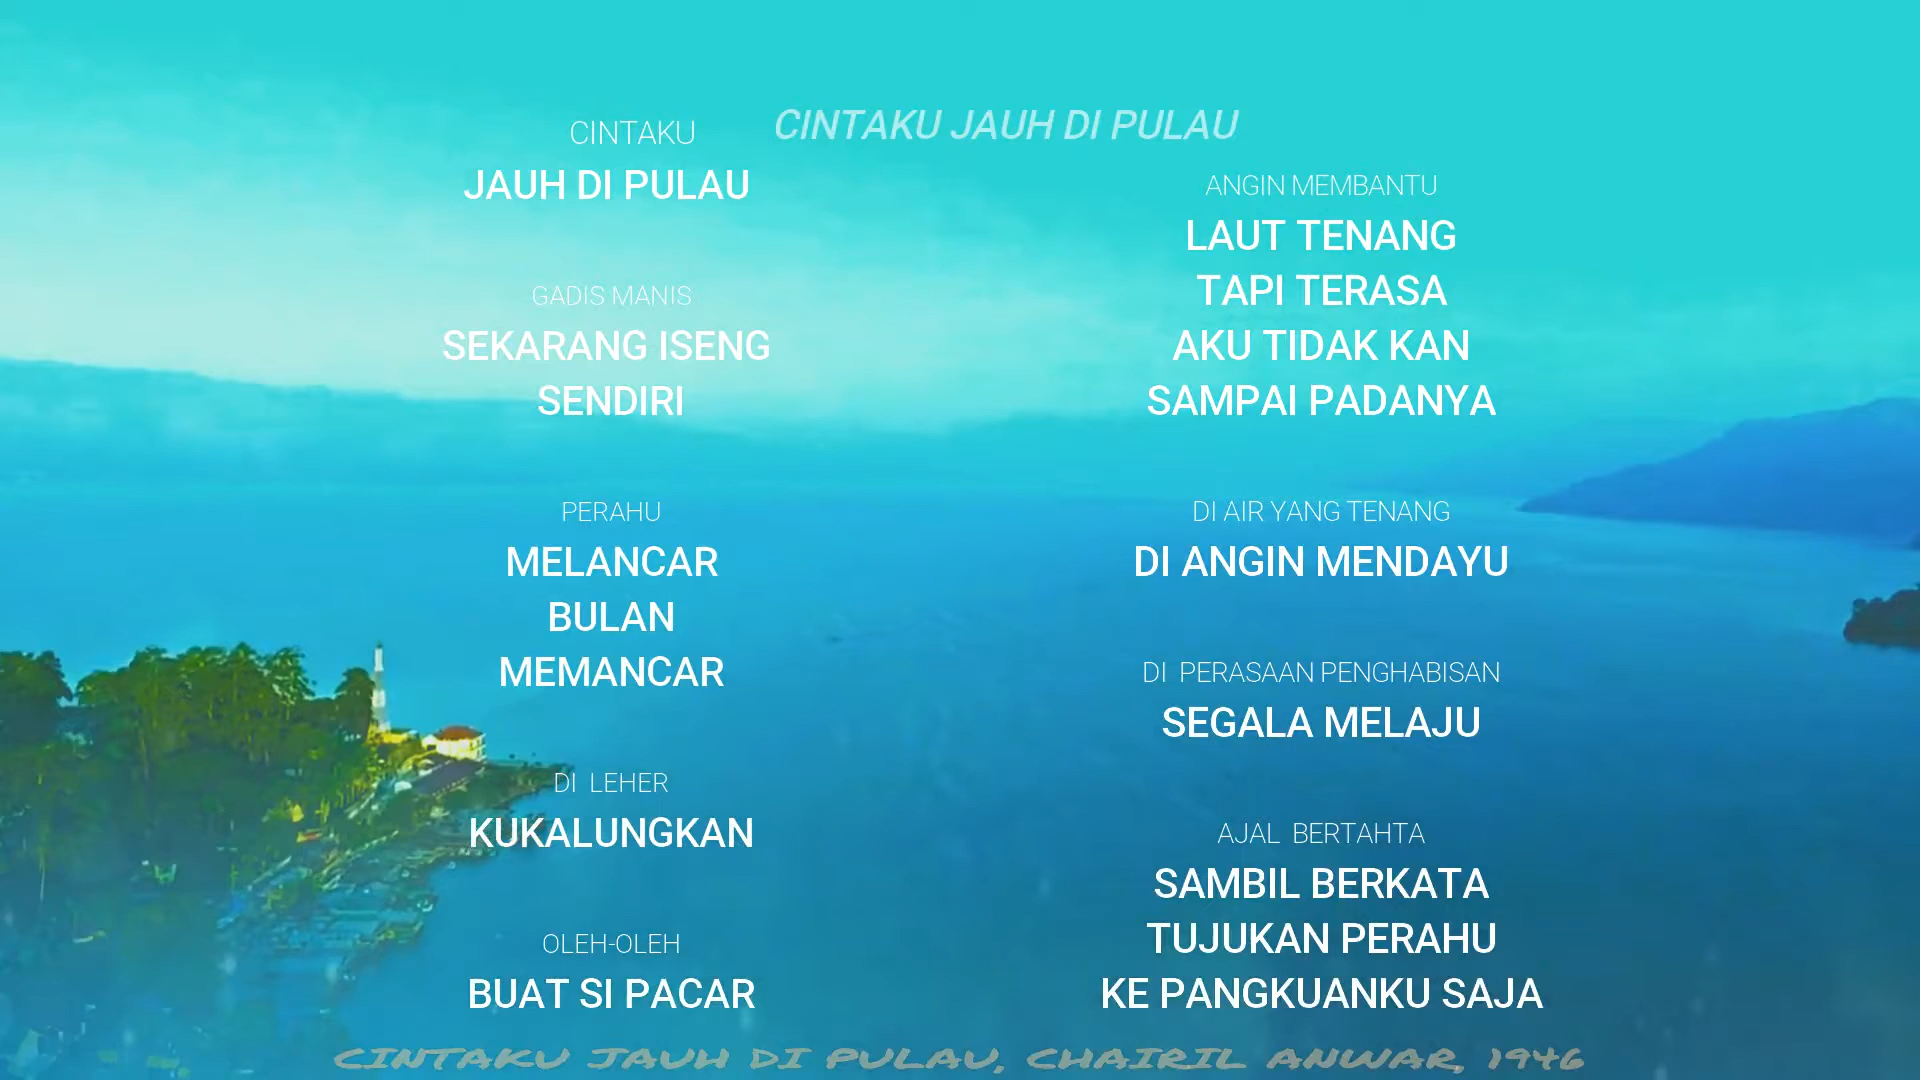 CINTAKU JAUH DI PULAU
CINTAKU
JAUH DI PULAU
GADIS MANIS
SEKARANG ISENG
SENDIRI
PERAHU
MELANCAR
BULAN
MEMANCAR
DI LEHER
KUKALUNGKAN
OLEH-OLEH
BUAT SI PACAR
ANGIN MEMBANTU
LAUT TENANG
TAPI TERASA
AKU TIDAK KAN
SAMPAI PADANYA
DI AIR YANG TENANG
DI ANGIN MENDAYU
DI PERASAAN PENGHABISAN
SEGALA MELAJU
AJAL BERTAHTA
SAMBIL BERKATA
TUJUKAN PERAHU
KE PANGKUANKU SAJA
CINTAKU JAUH DI PULAU, CHAIRIL ANWAR, 1946